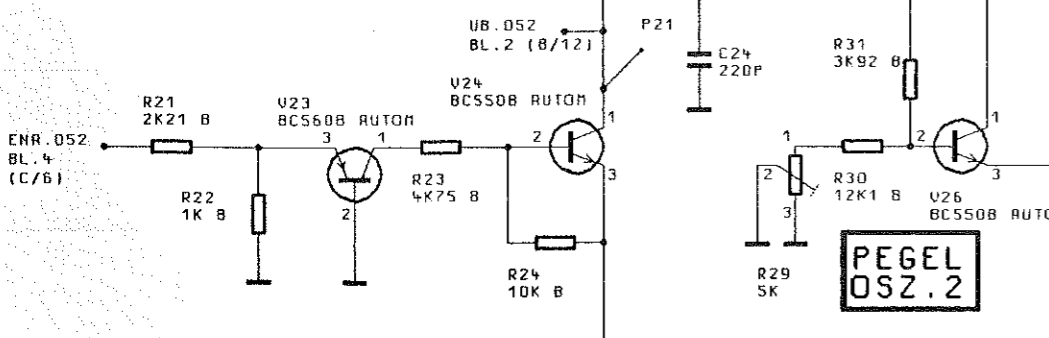 UB.052
BL.2 (8/12)
P21
C24
220P
R31
3K92 B
V24
BC550B AUTOM
R21
2K21 B
V23
BC560B AUTOM
ENR.052
BL.4
(C/6)
3
1
2
1
2
3
R22
1K B
R23
4K75 B
2
R24
10K B
1
2
3
R30
12K1 B
2
1
3
V26
BC550B AUTO
R29
5K
PEGEL
OSZ.2